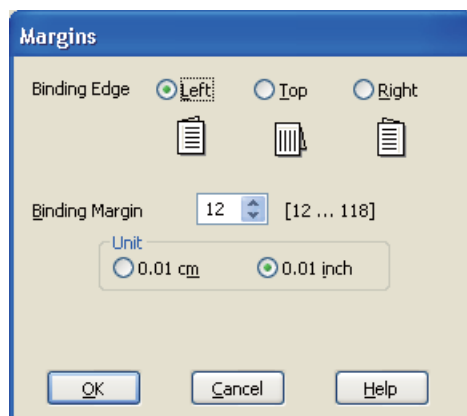 Margins
Binding Edge Left Top Right
Binding Margin 12 [12 ... 118]
Unit
0.01 cm 0.01 inch
OK Cancel Help